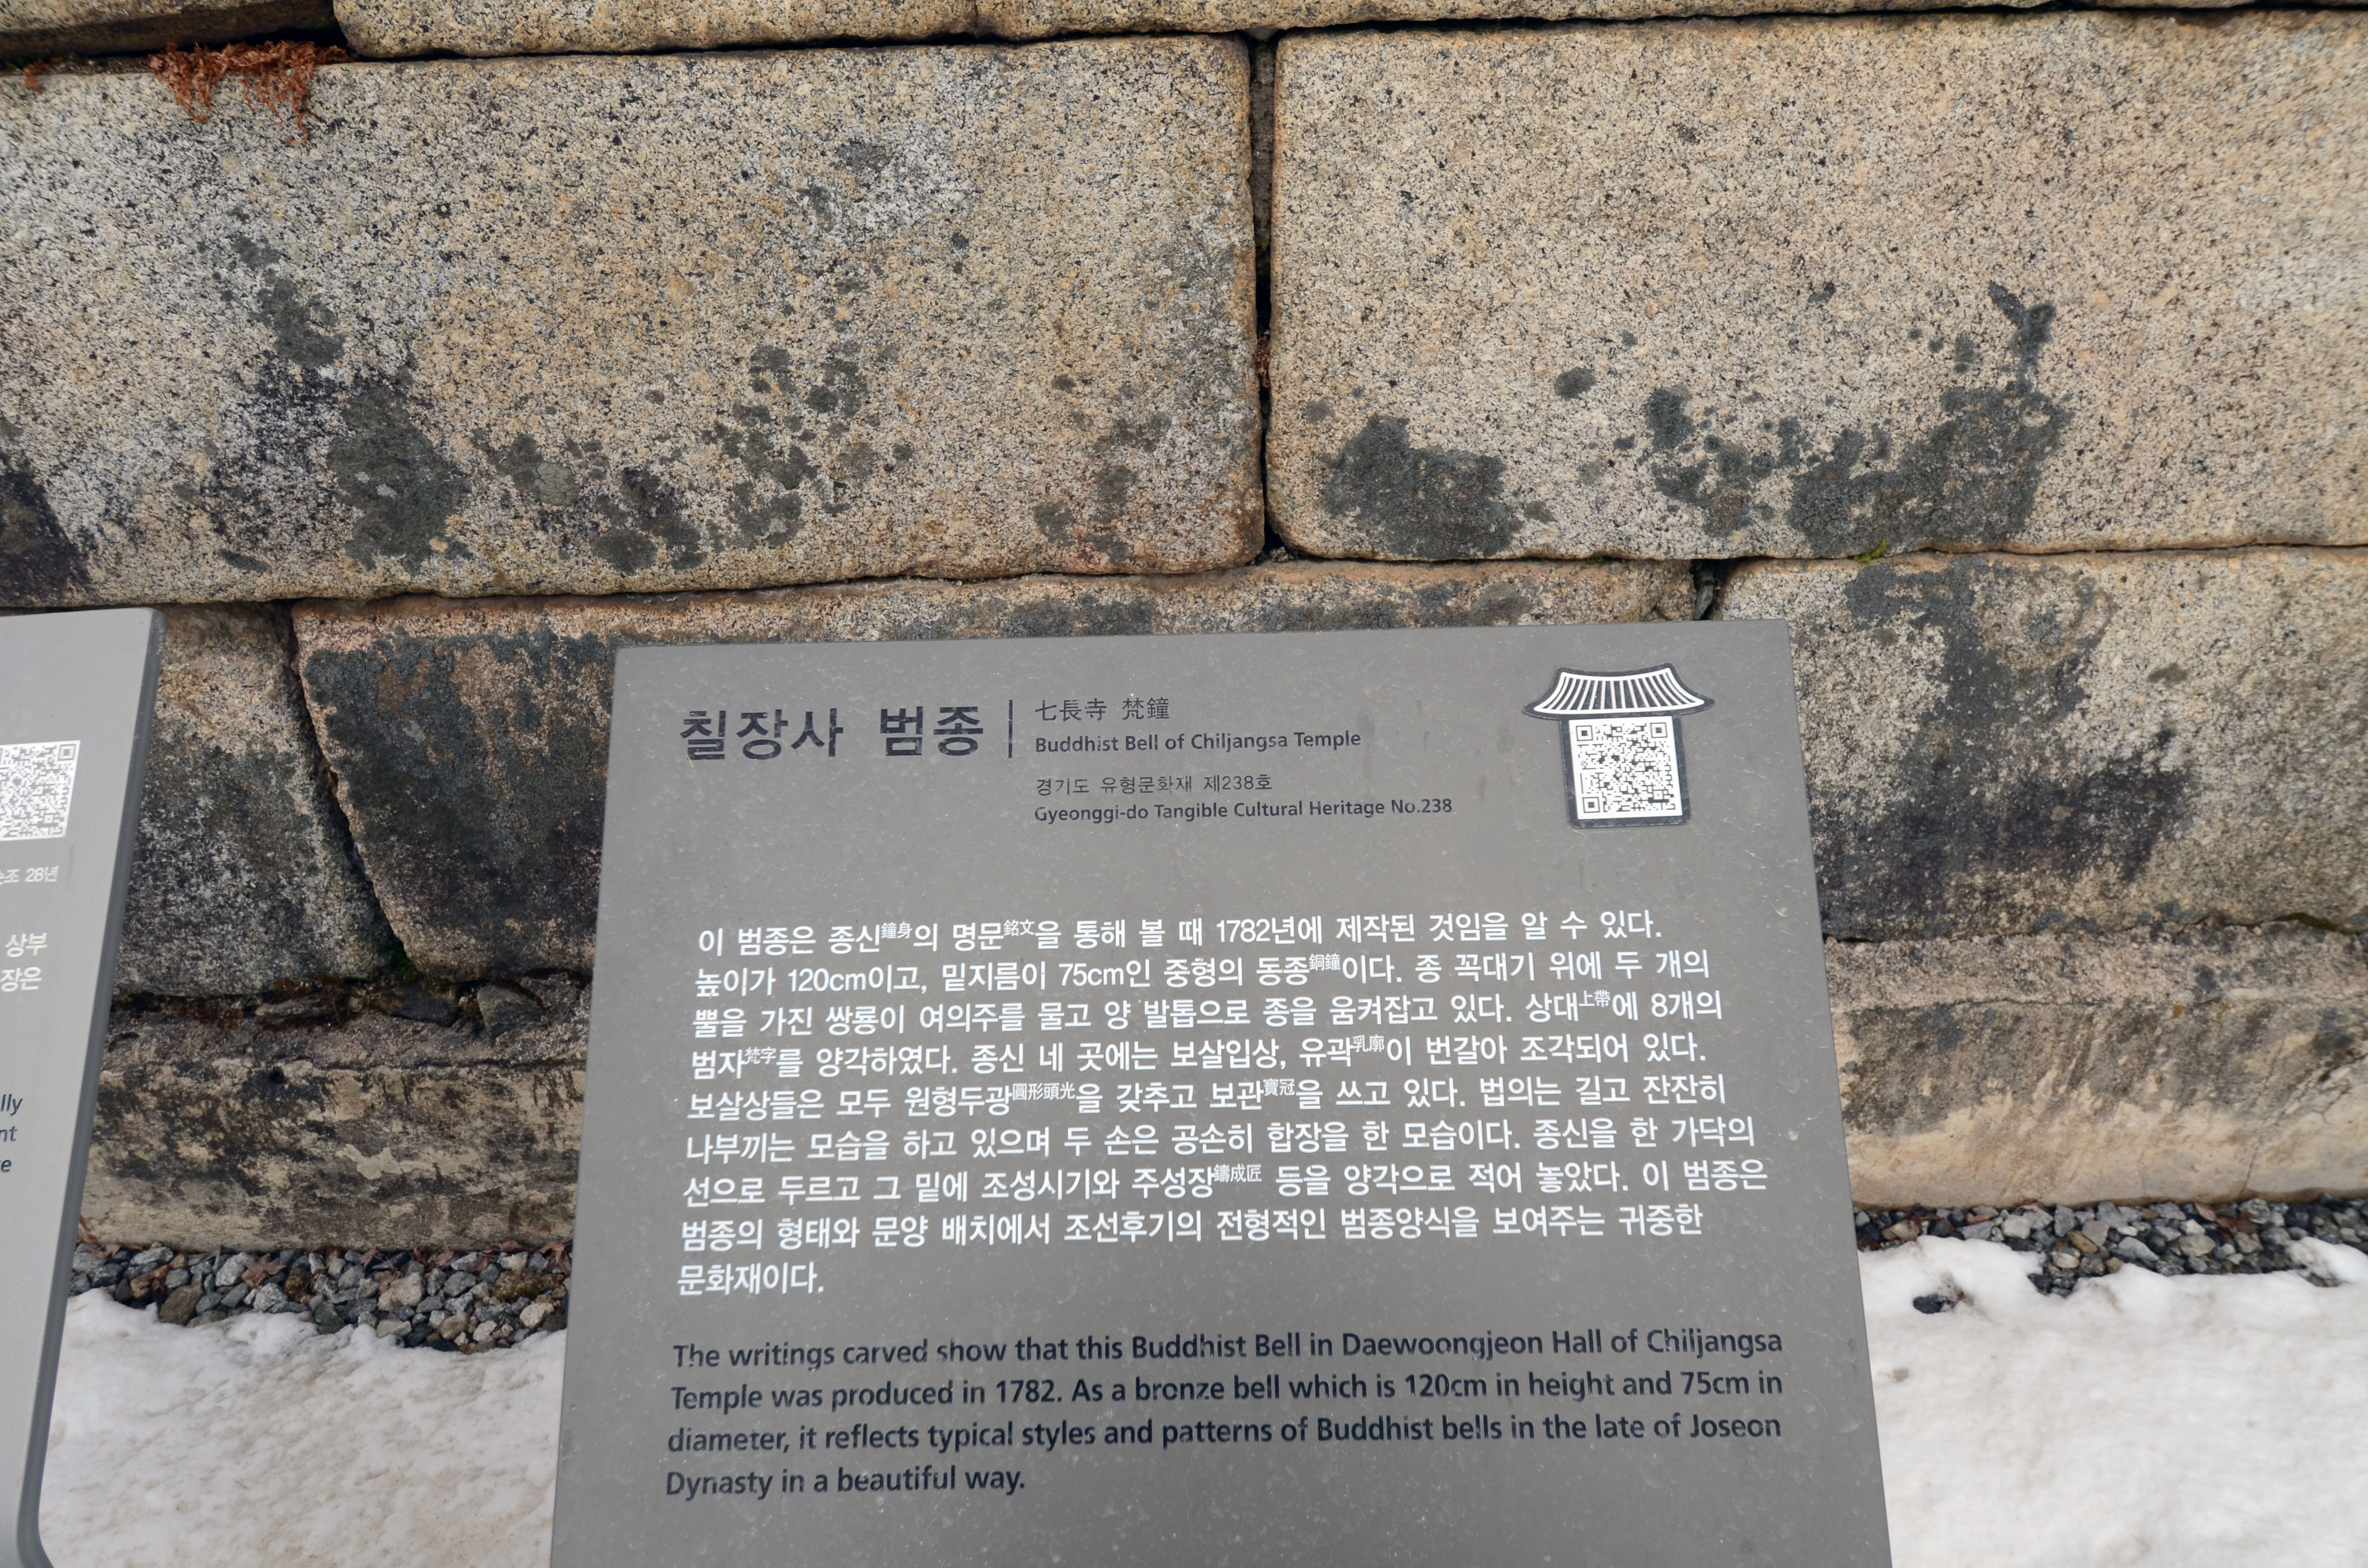 칠장사 범종
七長寺 梵鐘
Buddhist Bell of Chiljangsa Temple
경기도 유형문화재 제238호
Gyeonggi-do Tangible Cultural Heritage No.238
이 범종은 종신鐘身의 명문銘文을 통해 볼 때 1782년에 제작된 것임을 알 수 있다.
높이가 120cm이고, 밑지름이 75cm인 중형의 동종銅鐘이다. 종 꼭대기 위에 두 개의
뿔을 가진 쌍룡이 여의주를 물고 양 발톱으로 종을 움켜잡고 있다. 상대上帶에 8개의
범자梵字를 양각하였다. 종신 네 곳에는 보살입상, 유곽乳廓이 번갈아 조각되어 있다.
보살상들은 모두 원형두광圓形頭光을 갖추고 보관寶冠을 쓰고 있다. 법의는 길고 잔잔히
나부끼는 모습을 하고 있으며 두 손은 공손히 합장을 한 모습이다. 종신을 한 가닥의
선으로 두르고 그 밑에 조성시기와 주성장鑄成匠 등을 양각으로 적어 놓았다. 이 범종은
범종의 형태와 문양 배치에서 조선후기의 전형적인 범종양식을 보여주는 귀중한
문화재이다.
The writings carved show that this Buddhist Bell in Daewoongjeon Hall of Chiljangsa
Temple was produced in 1782. As a bronze bell which is 120cm in height and 75cm in
diameter, it reflects typical styles and patterns of Buddhist bells in the late of Joseon
Dynasty in a beautiful way.
28년
상부
장은